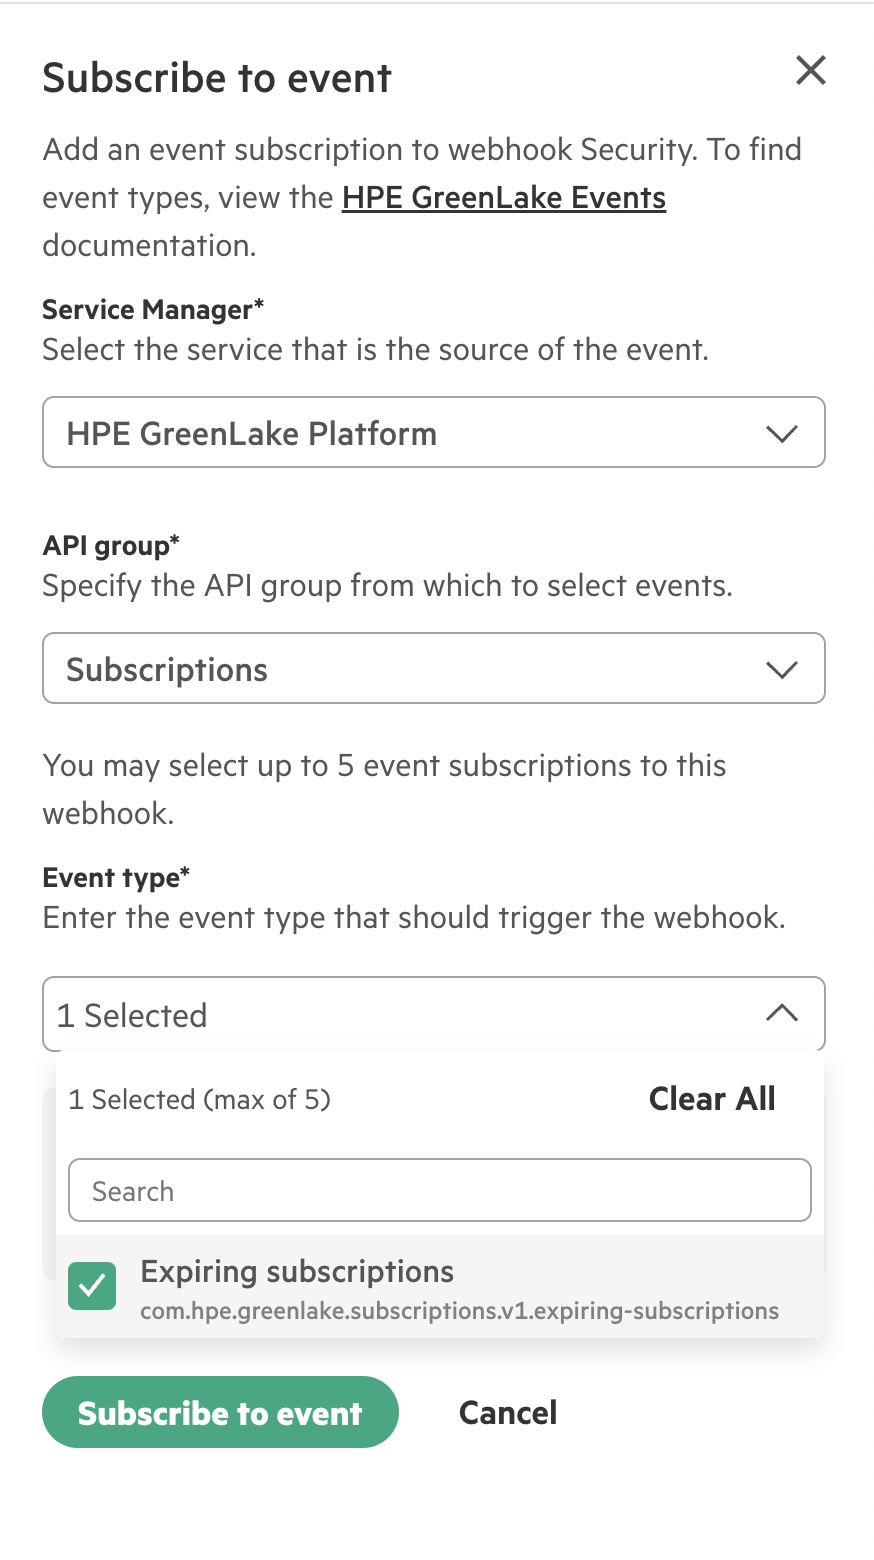 Subscribe to event
Add an event subscription to webhook Security. To find
event types, view the HPE GreenLake Events
documentation.
Service Manager*
Select the service that is the source of the event.
HPE GreenLake Platform
API group*
Specify the API group from which to select events.
Subscriptions
You may select up to 5 event subscriptions to this
webhook.
Event type*
Enter the event type that should trigger the webhook.
1 Selected
1 Selected (max of 5)
Clear All
Search
Expiring subscriptions
com.hpe.greenlake.subscriptions.v1.expiring-subscriptions
Subscribe to event
Cancel